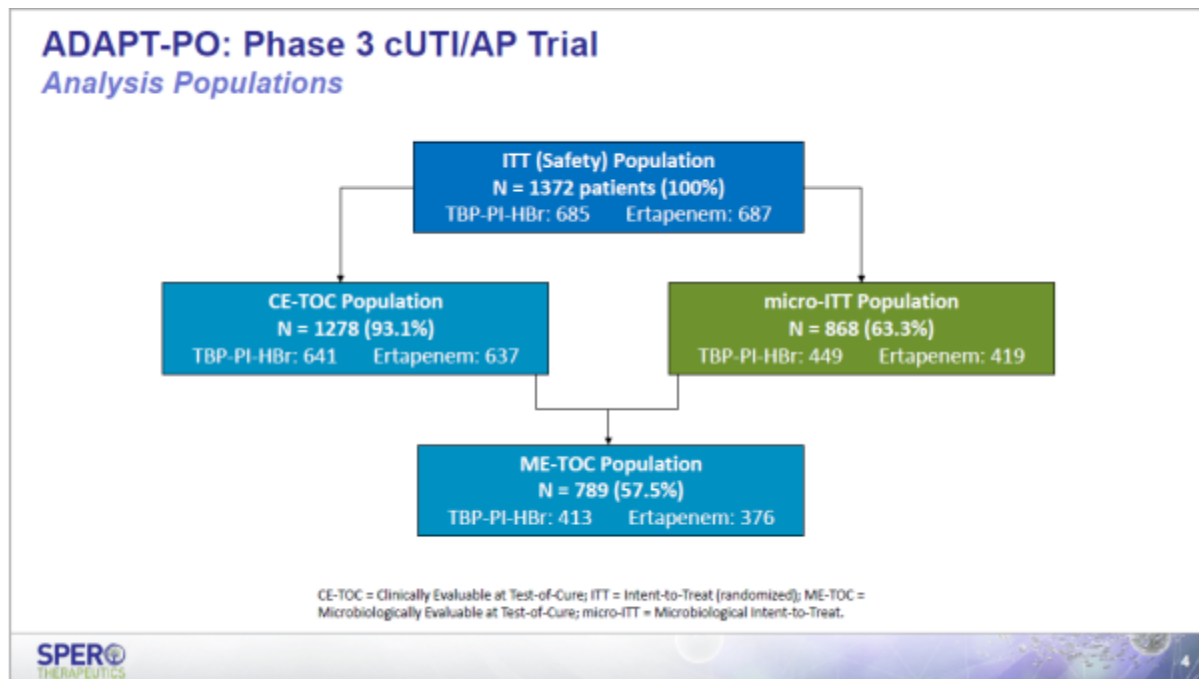 ADAPT-PO: Phase 3 cUTI/AP Trial
Analysis Populations
ITT (Safety) Population
N = 1372 patients (100%)
TBP-PI-HBr: 685 Ertapenem: 687
CE-TOC Population
N = 1278 (93.1%)
TBP-PI-HBr: 641 Ertapenem: 637
micro-ITT Population
N = 868 (63.3%)
TBP-PI-HBr: 449 Ertapenem: 419
ME-TOC Population
N = 789 (57.5%)
TBP-PI-HBr: 413 Ertapenem: 376
CE-TOC = Clinically Evaluable at Test-of-Cure; ITT = Intent-to-Treat (randomized); ME-TOC =
Microbiologically Evaluable at Test-of-Cure; micro-ITT = Microbiological Intent-to-Treat.
SPERO
THERAPEUTICS
4